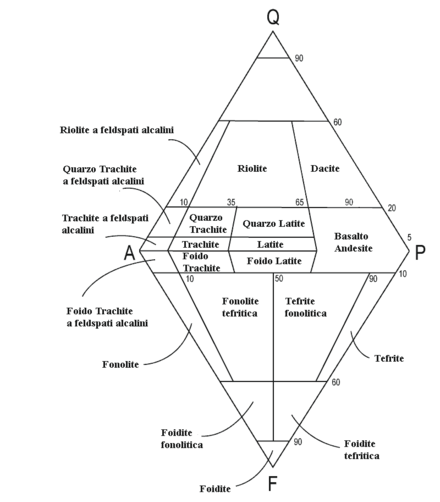 Q
90
60
Riolite a feldspati alcalini
Riolite
Dacite
Quarzo Trachite
a feldspati alcalini
10
35
65
90
20
Trachite a feldspati
alcalini
Quarzo
Trachite
Quarzo Latite
Basalto
Andesite
5
Trachite
Latite
A
P
Foido
Trachite
Foido Latite
10
50
90
10
Foido Trachite
a feldspati alcalini
Fonolite
tefritica
Tefrite
fonolitica
Fonolite
Tefrite
60
Foidite
fonolitica
90
Foidite
tefritica
Foidite
F